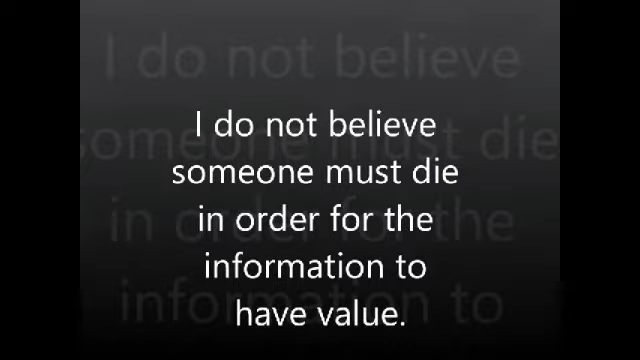 I do not believe
someone must die
in order for the
information to
have value.